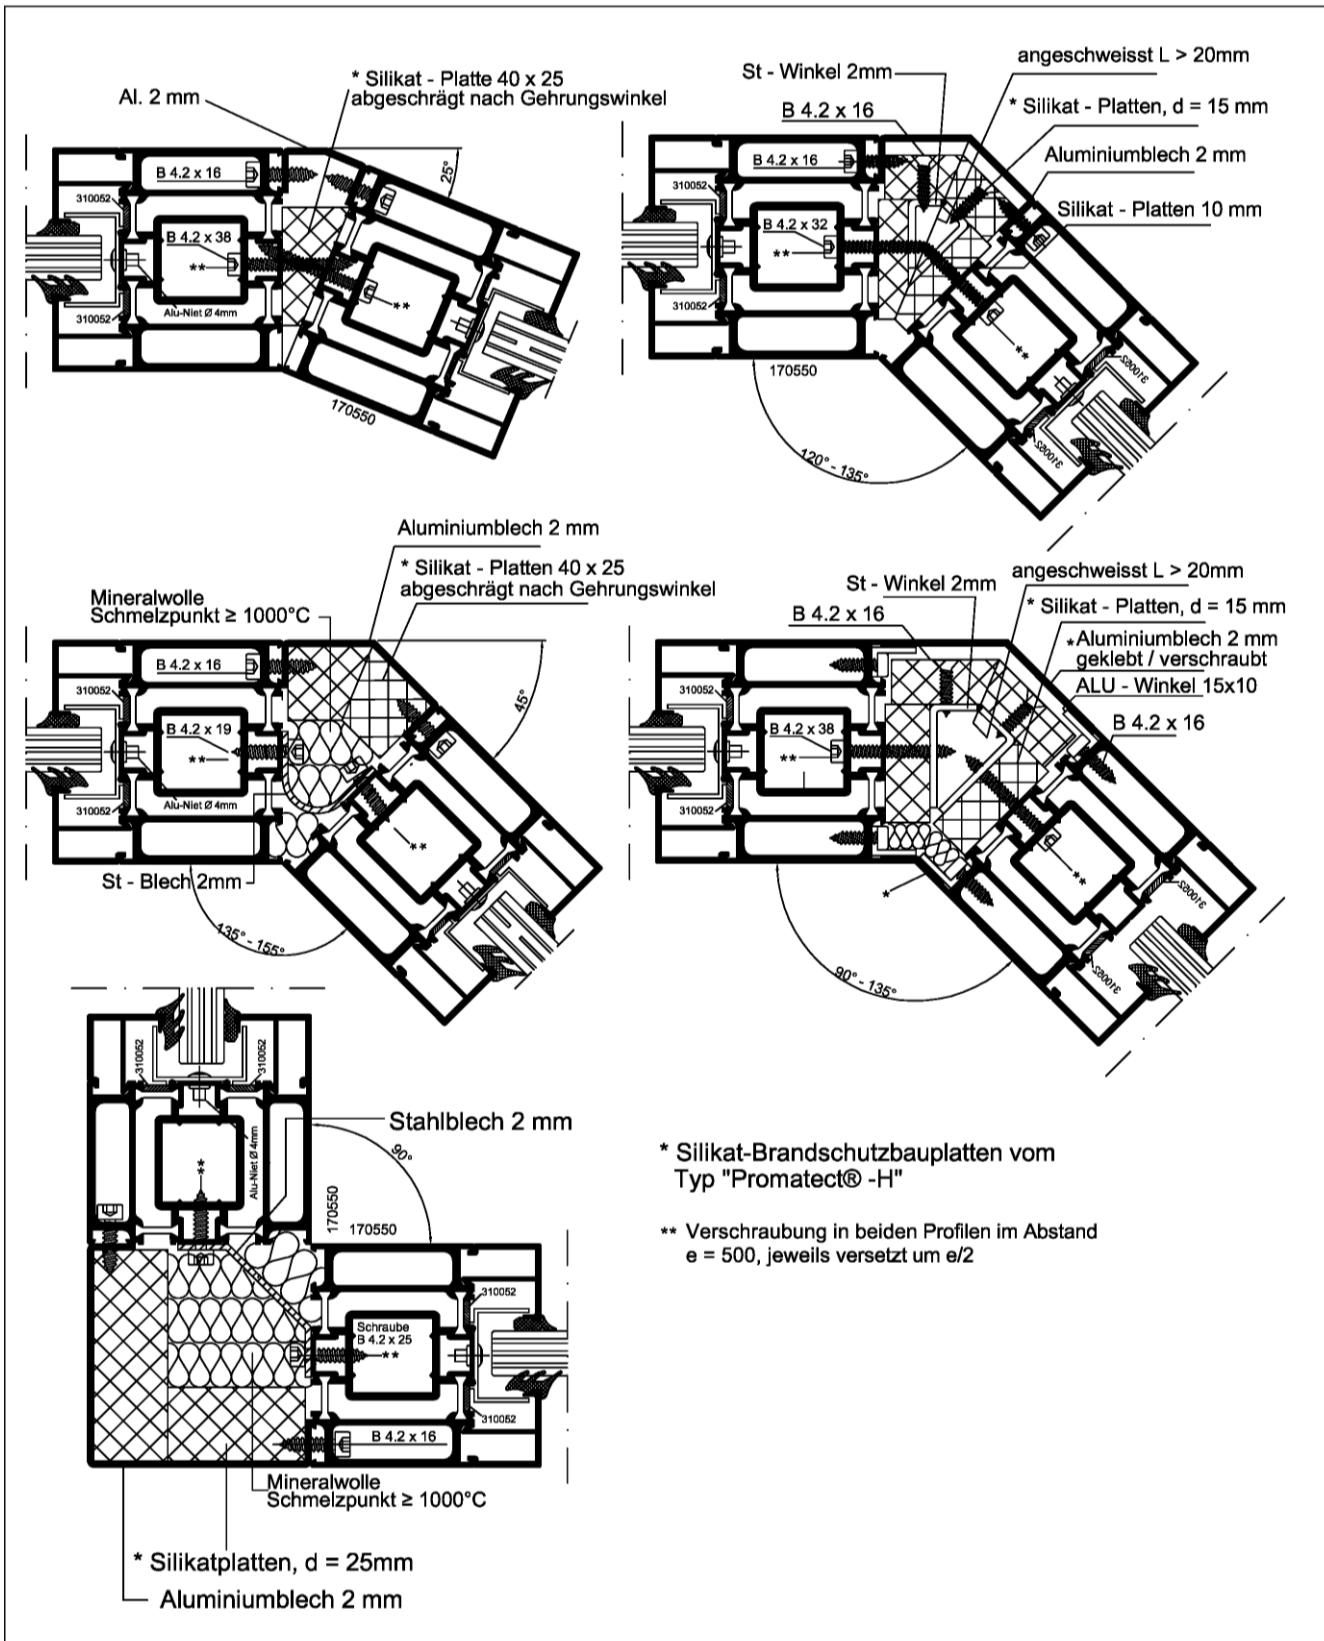 Al. 2 mm
* Silikat - Platte 40 x 25
abgeschrägt nach Gehrungswinkel
25°
B 4.2 x 16
310052
B 4.2 x 38
**
**
310052
Alu-Niet Ø 4mm
170550
St - Winkel 2mm
angeschweisst L > 20mm
B 4.2 x 16
* Silikat - Platten, d = 15 mm
Aluminiumblech 2 mm
Silikat - Platten 10 mm
B 4.2 x 16
310052
B 4.2 x 32
**
**
310052
310052
310052
170550
120° - 135°
Aluminiumblech 2 mm
* Silikat - Platten 40 x 25
abgeschrägt nach Gehrungswinkel
Mineralwolle
Schmelzpunkt ≥ 1000°C
45°
B 4.2 x 16
310052
B 4.2 x 19
**
**
310052
Alu-Niet Ø 4mm
St - Blech 2mm
135° - 155°
St - Winkel 2mm
angeschweisst L > 20mm
B 4.2 x 16
* Silikat - Platten, d = 15 mm
* Aluminiumblech 2 mm
geklebt / verschraubt
ALU - Winkel 15x10
B 4.2 x 16
310052
B 4.2 x 38
**
**
310052
310052
310052
*
90° - 135°
310052
310052
Alu-Niet Ø 4mm
**
Stahlblech 2 mm
90°
170550
170550
310052
Schraube
B 4.2 x 25
**
310052
B 4.2 x 16
Mineralwolle
Schmelzpunkt ≥ 1000°C
* Silikatplatten, d = 25mm
Aluminiumblech 2 mm
* Silikat-Brandschutzbauplatten vom
Typ "Promatect® -H"
** Verschraubung in beiden Profilen im Abstand
e = 500, jeweils versetzt um e/2